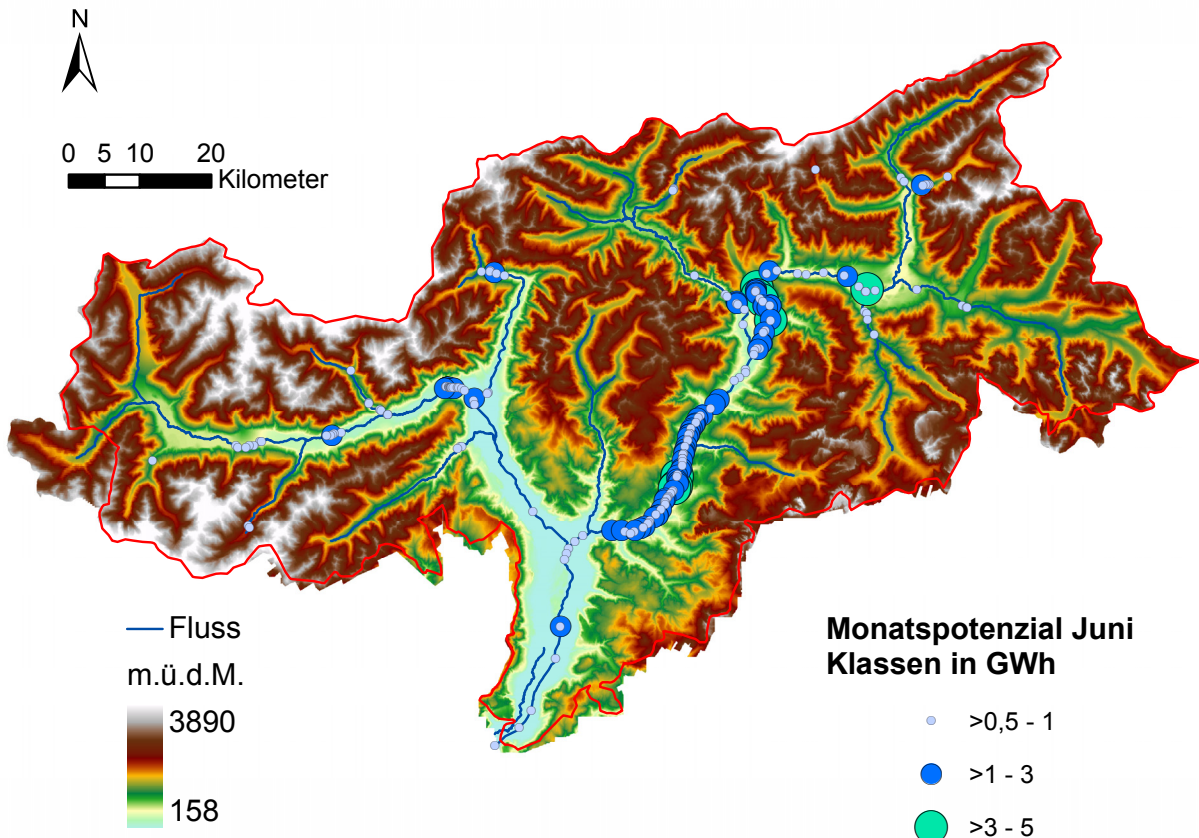 N
0 5 10 20
Kilometer
Fluss
m.ü.d.M.
3890
158
Monatspotenzial Juni
Klassen in GWh
>0,5 - 1
>1 - 3
>3 - 5